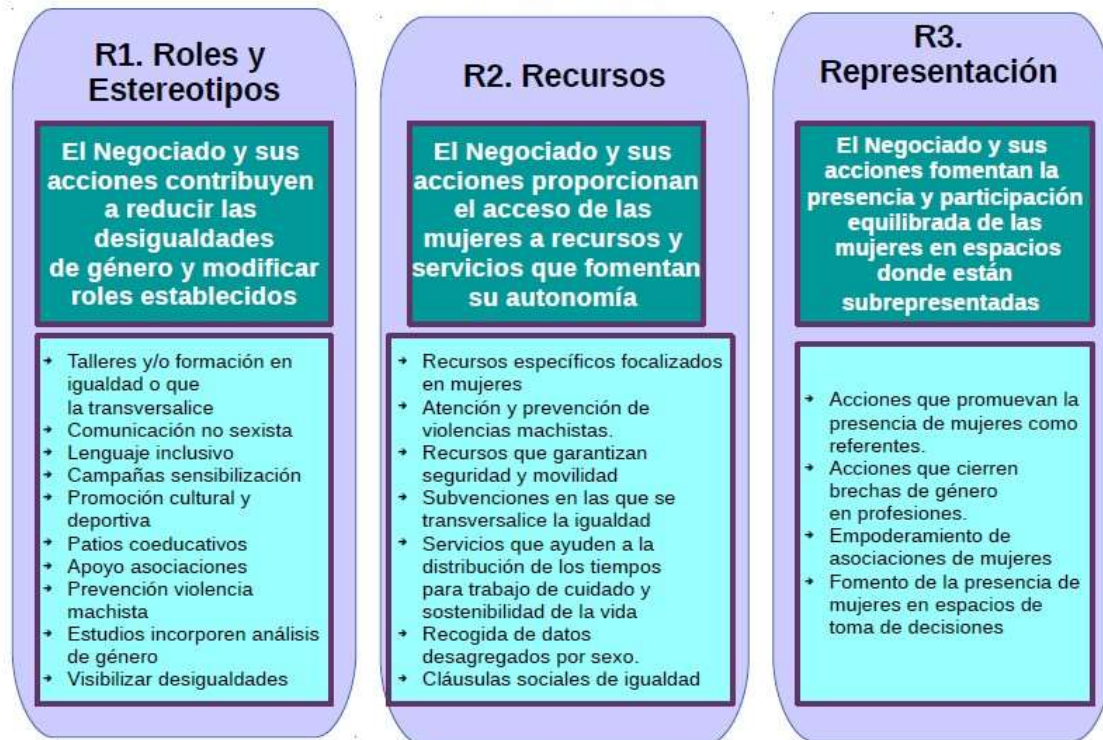 R1. Roles y
Estereotipos
El Negociado y sus
acciones contribuyen
a reducir las
desigualdades
de género y modificar
roles establecidos
→ Talleres y/o formación en
igualdad o que
la transversalice
→ Comunicación no sexista
→ Lenguaje inclusivo
→ Campañas sensibilización
→ Promoción cultural y
deportiva
→ Patios coeducativos
→ Apoyo asociaciones
→ Prevención violencia
machista
→ Estudios incorporen análisis
de género
→ Visibilizar desigualdades
R2. Recursos
El Negociado y sus
acciones proporcionan
el acceso de las
mujeres a recursos y
servicios que fomentan
su autonomía
→ Recursos específicos focalizados
en mujeres
→ Atención y prevención de
violencias machistas.
→ Recursos que garantizan
seguridad y movilidad
→ Subvenciones en las que se
transversalice la igualdad
→ Servicios que ayuden a la
distribución de los tiempos
para trabajo de cuidado y
sostenibilidad de la vida
→ Recogida de datos
desagregados por sexo.
→ Cláusulas sociales de igualdad
R3.
Representación
El Negociado y sus
acciones fomentan la
presencia y participación
equilibrada de las
mujeres en espacios
donde están
subrepresentadas
→ Acciones que promuevan la
presencia de mujeres como
referentes.
→ Acciones que cierren
brechas de género
en profesiones.
→ Empoderamiento de
asociaciones de mujeres
→ Fomento de la presencia de
mujeres en espacios de
toma de decisiones